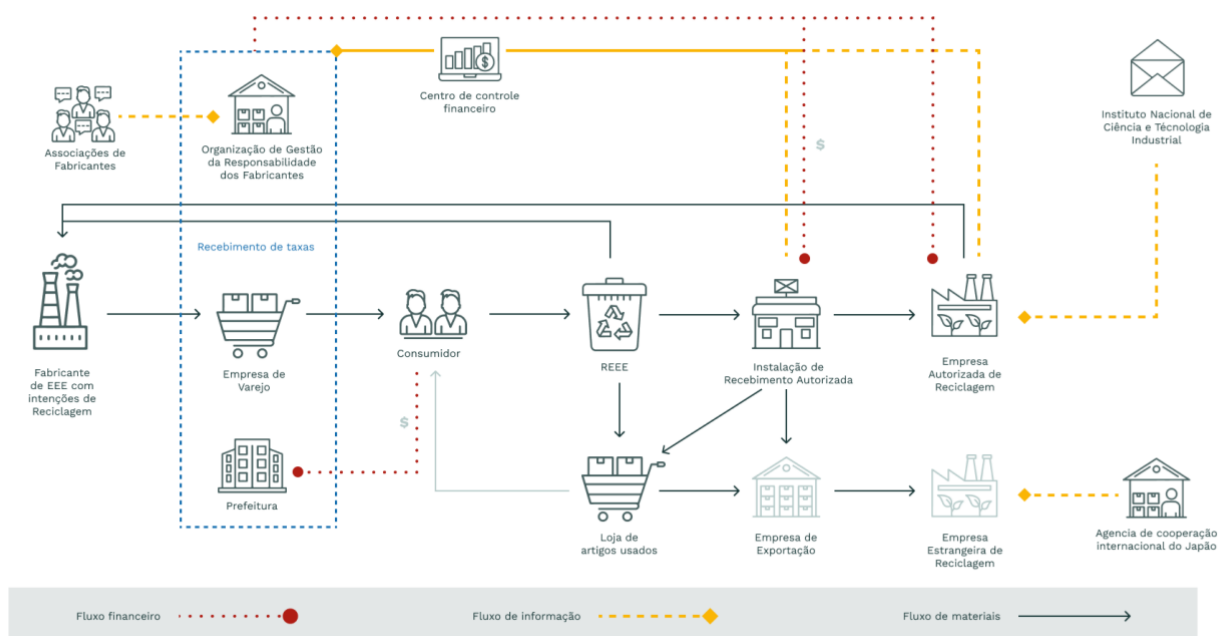 Centro de controle
financeiro
Associações de
Fabricantes
Organização de Gestão
da Responsabilidade
dos Fabricantes
Instituto Nacional de
Ciência e Técnologia
Industrial
$
Recebimento de taxas
Fabricante
de EEE com
intenções de
Reciclagem
Empresa de
Varejo
Consumidor
REEE
Instalação de
Recebimento Autorizada
Empresa
Autorizada de
Reciclagem
$
Prefeitura
Loja de
artigos usados
Empresa de
Exportação
Empresa
Estrangeira de
Reciclagem
Agencia de cooperação
internacional do Japão
Fluxo financeiro
Fluxo de informação
Fluxo de materiais